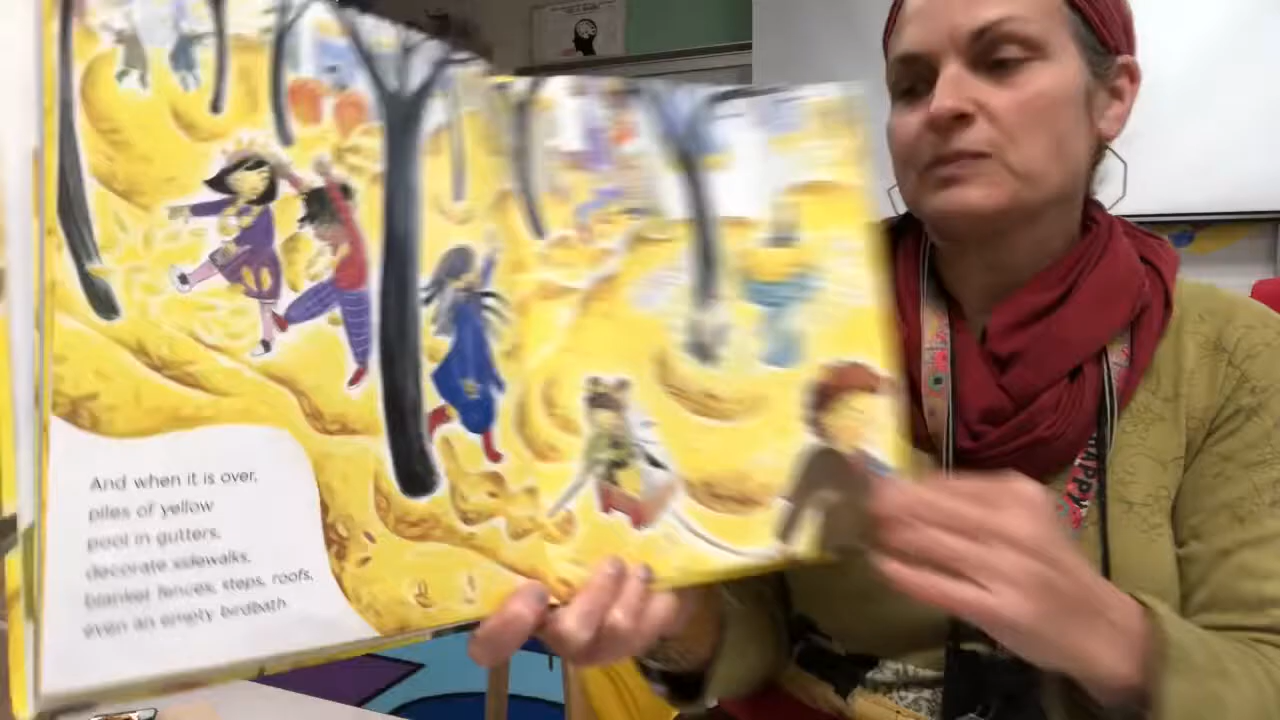 And when it is over,
piles of yellow
pool in gutters,
decorate sidewalks,
blanket fences, steps, roofs,
even an empty birdbath.